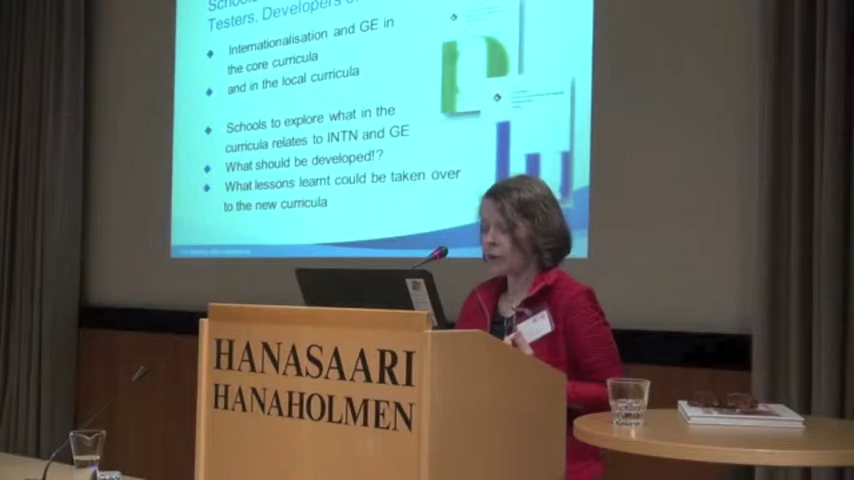 Schools
Testers, Developers
Internationalisation and GE in
the core curricula
and in the local curricula
Schools to explore what in the
curricula relates to INTN and GE
What should be developed!?
What lessons learnt could be taken over
to the new curricula
HANASAARI
HANAHOLMEN